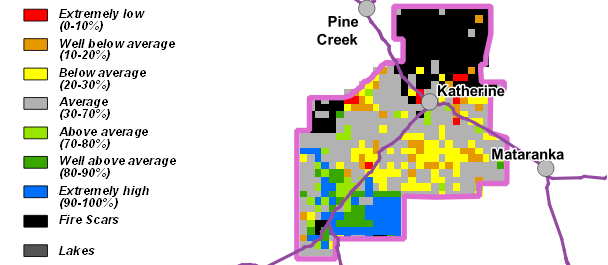 Extremely low
(0-10%)
Well below average
(10-20%)
Below average
(20-30%)
Average
(30-70%)
Above average
(70-80%)
Well above average
(80-90%)
Extremely high
(90-100%)
Fire Scars
Lakes
Pine
Creek
Katherine
Mataranka